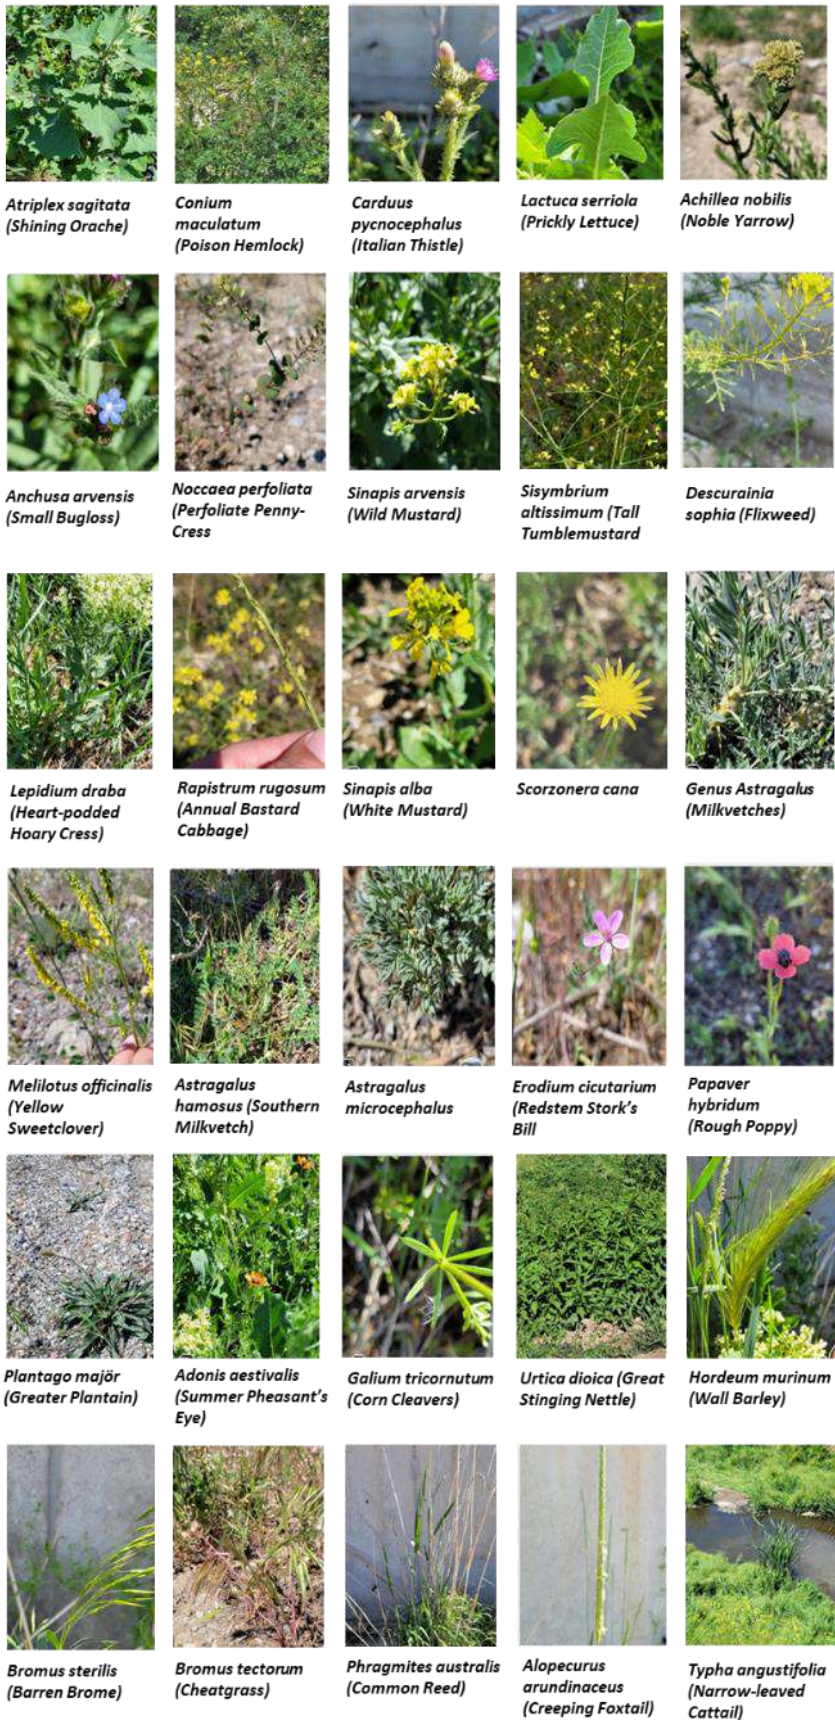 Atriplex sagitata
(Shining Orache)
Conium
maculatum
(Poison Hemlock)
Carduus
pycnocephalus
(Italian Thistle)
Lactuca serriola
(Prickly Lettuce)
Achillea nobilis
(Noble Yarrow)
Anchusa arvensis
(Small Bugloss)
Noccaea perfoliata
(Perfoliate Penny-
Cress
Sinapis arvensis
(Wild Mustard)
Sisymbrium
altissimum (Tall
Tumblemustard
Descurainia
sophia (Flixweed)
Lepidium draba
(Heart-podded
Hoary Cress)
Rapistrum rugosum
(Annual Bastard
Cabbage)
Sinapis alba
(White Mustard)
Scorzonera cana
Genus Astragalus
(Milkvetches)
Melilotus officinalis
(Yellow
Sweetclover)
Astragalus
hamosus (Southern
Milkvetch)
Astragalus
microcephalus
Erodium cicutarium
(Redstem Stork's
Bill
Papaver
hybridum
(Rough Poppy)
Plantago majör
(Greater Plantain)
Adonis aestivalis
(Summer Pheasant's
Eye)
Galium tricornutum
(Corn Cleavers)
Urtica dioica (Great
Stinging Nettle)
Hordeum murinum
(Wall Barley)
Bromus sterilis
(Barren Brome)
Bromus tectorum
(Cheatgrass)
Phragmites australis
(Common Reed)
Alopecurus
arundinaceus
(Creeping Foxtail)
Typha angustifolia
(Narrow-leaved
Cattail)